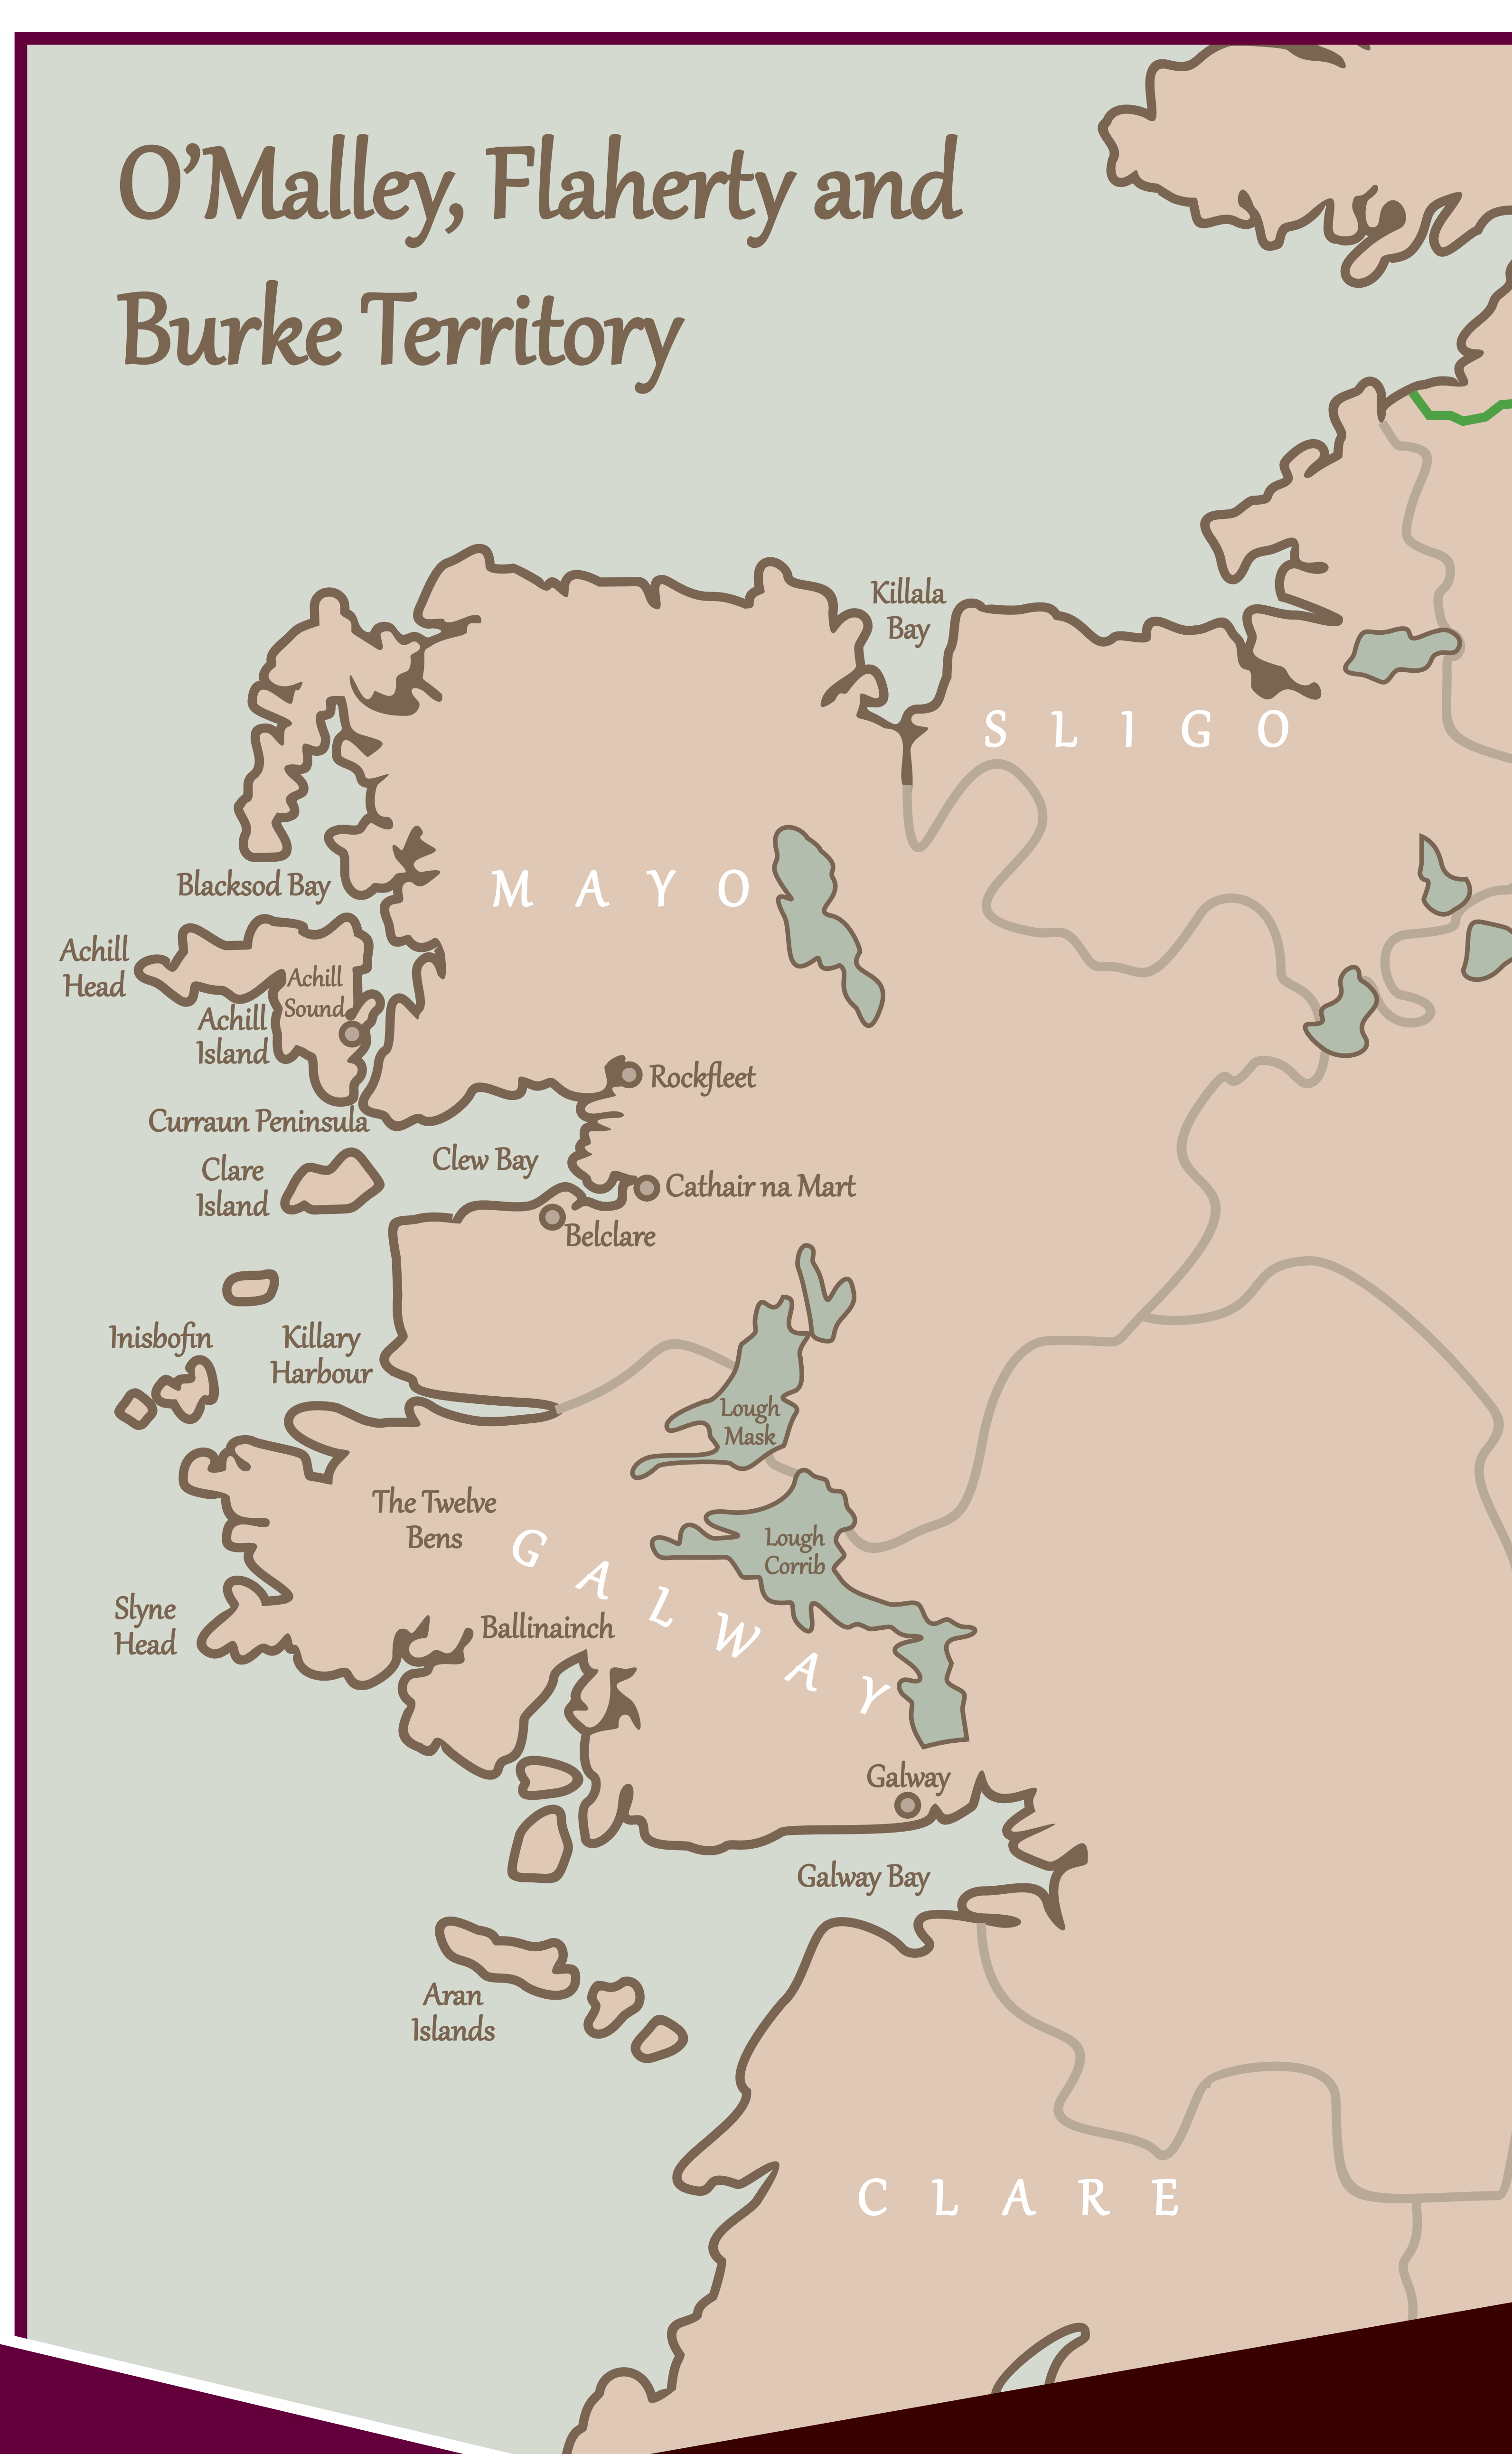 O’Malley, Flaherty and
Burke Territory
Killala
Bay
SLIGO
MAYO
Blacksod Bay
Achill
Head
Achill
Sound
Achill
Island
Rockfleet
Curraun Peninsula
Clew Bay
Clare
Island
Cathair na Mart
Belclare
Inisbofin
Killary
Harbour
Lough
Mask
The Twelve
Bens
GALWAY
Lough
Corrib
Slyne
Head
Ballinainch
Galway
Galway Bay
Aran
Islands
CLARE